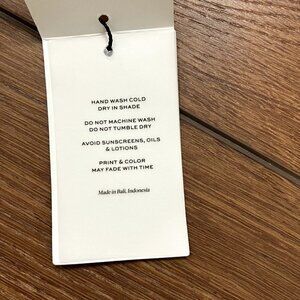 HAND WASH COLD
DRY IN SHADE
DO NOT MACHINE WASH
DO NOT TUMBLE DRY
AVOID SUNSCREENS, OILS
& LOTIONS
PRINT & COLOR
MAY FADE WITH TIME
Made in Bali, Indonesia